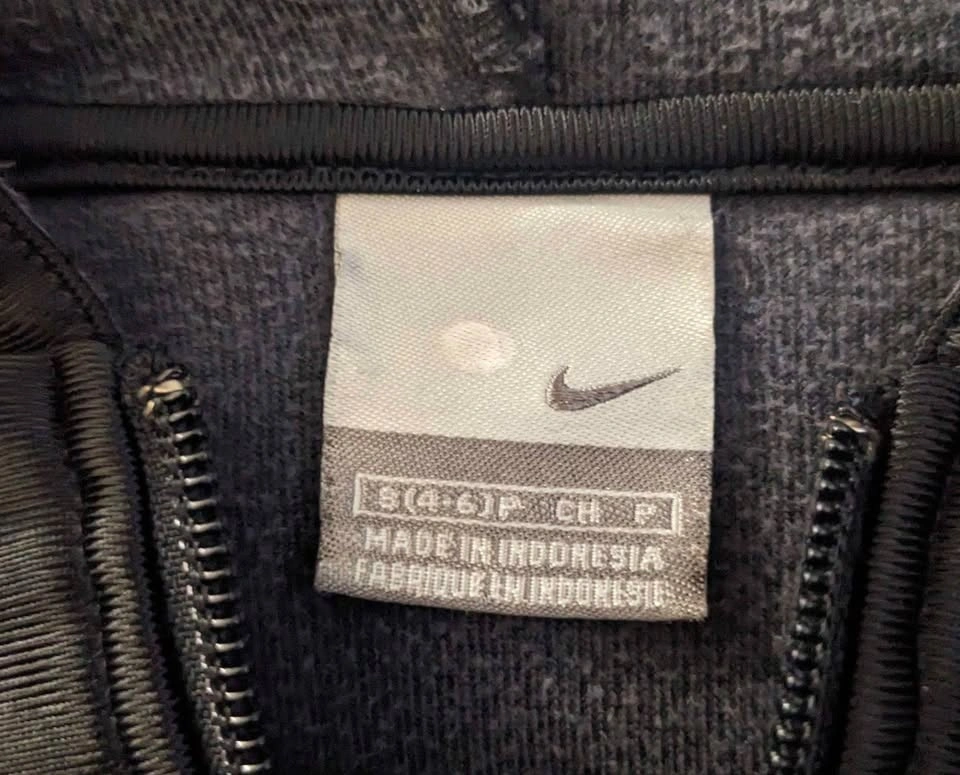 S(4-6)P CH P
MADE IN INDONESIA
FABRIQUE EN INDONESIE